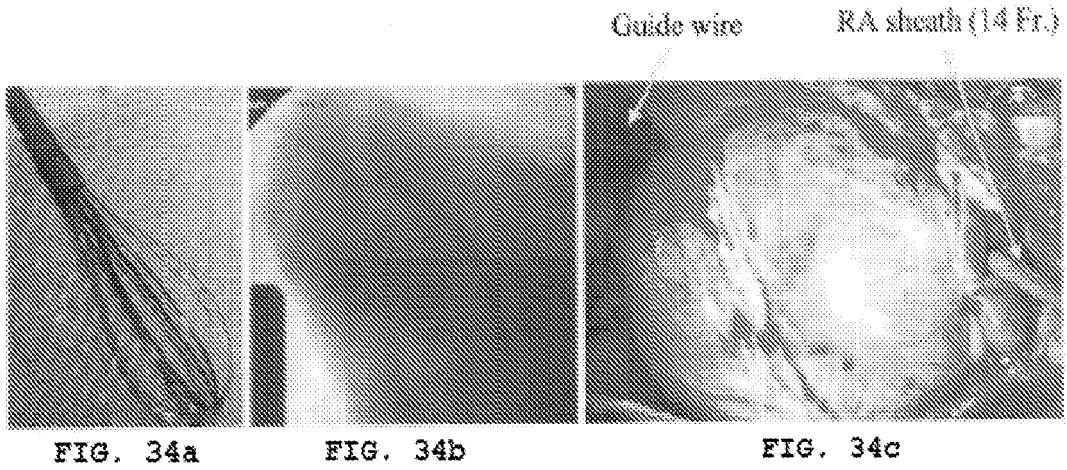 Guide wire RA sheath (14 Fr.)
FIG. 34a FIG. 34b FIG. 34c